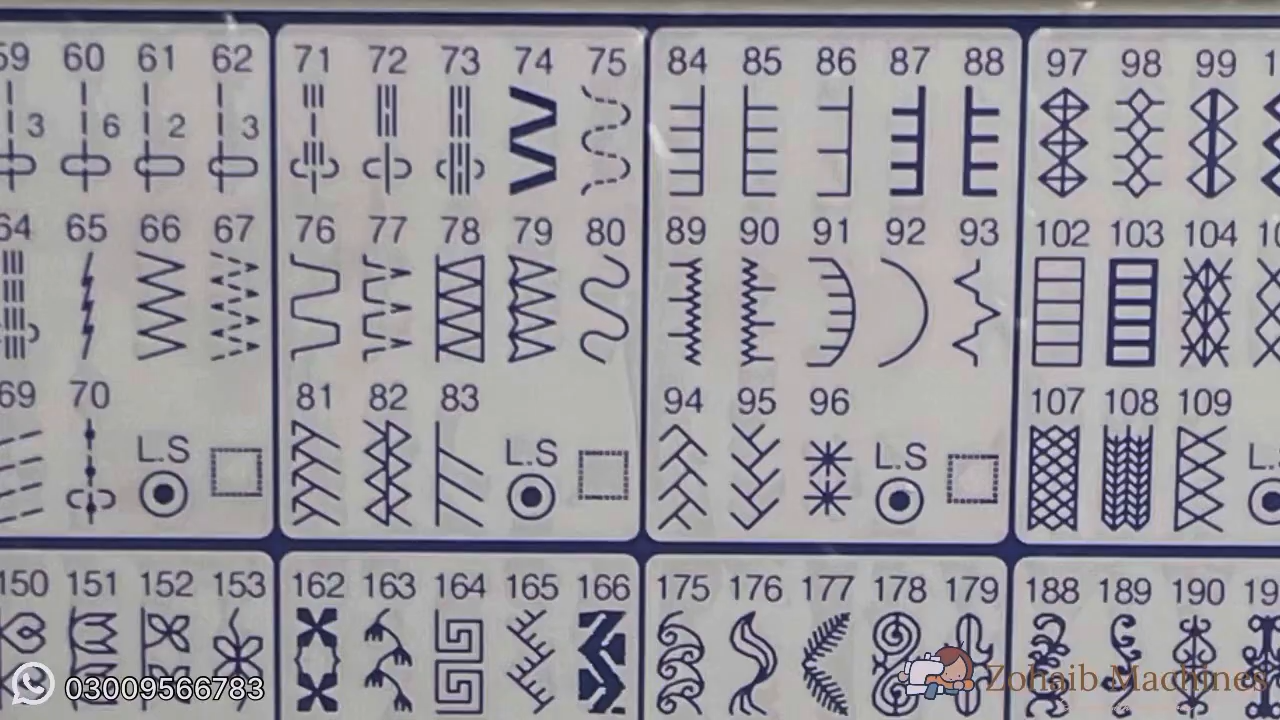 59 60 61 62 71 72 73 74 75 84 85 86 87 88 97 98 99
3 6 2 3
64 65 66 67 76 77 78 79 80 89 90 91 92 93 102 103 104
69 70 81 82 83 94 95 96 107 108 109
L.S L.S L.S
150 151 152 153 162 163 164 165 166 175 176 177 178 179 188 189 190
03009566783
Zohaib Machines